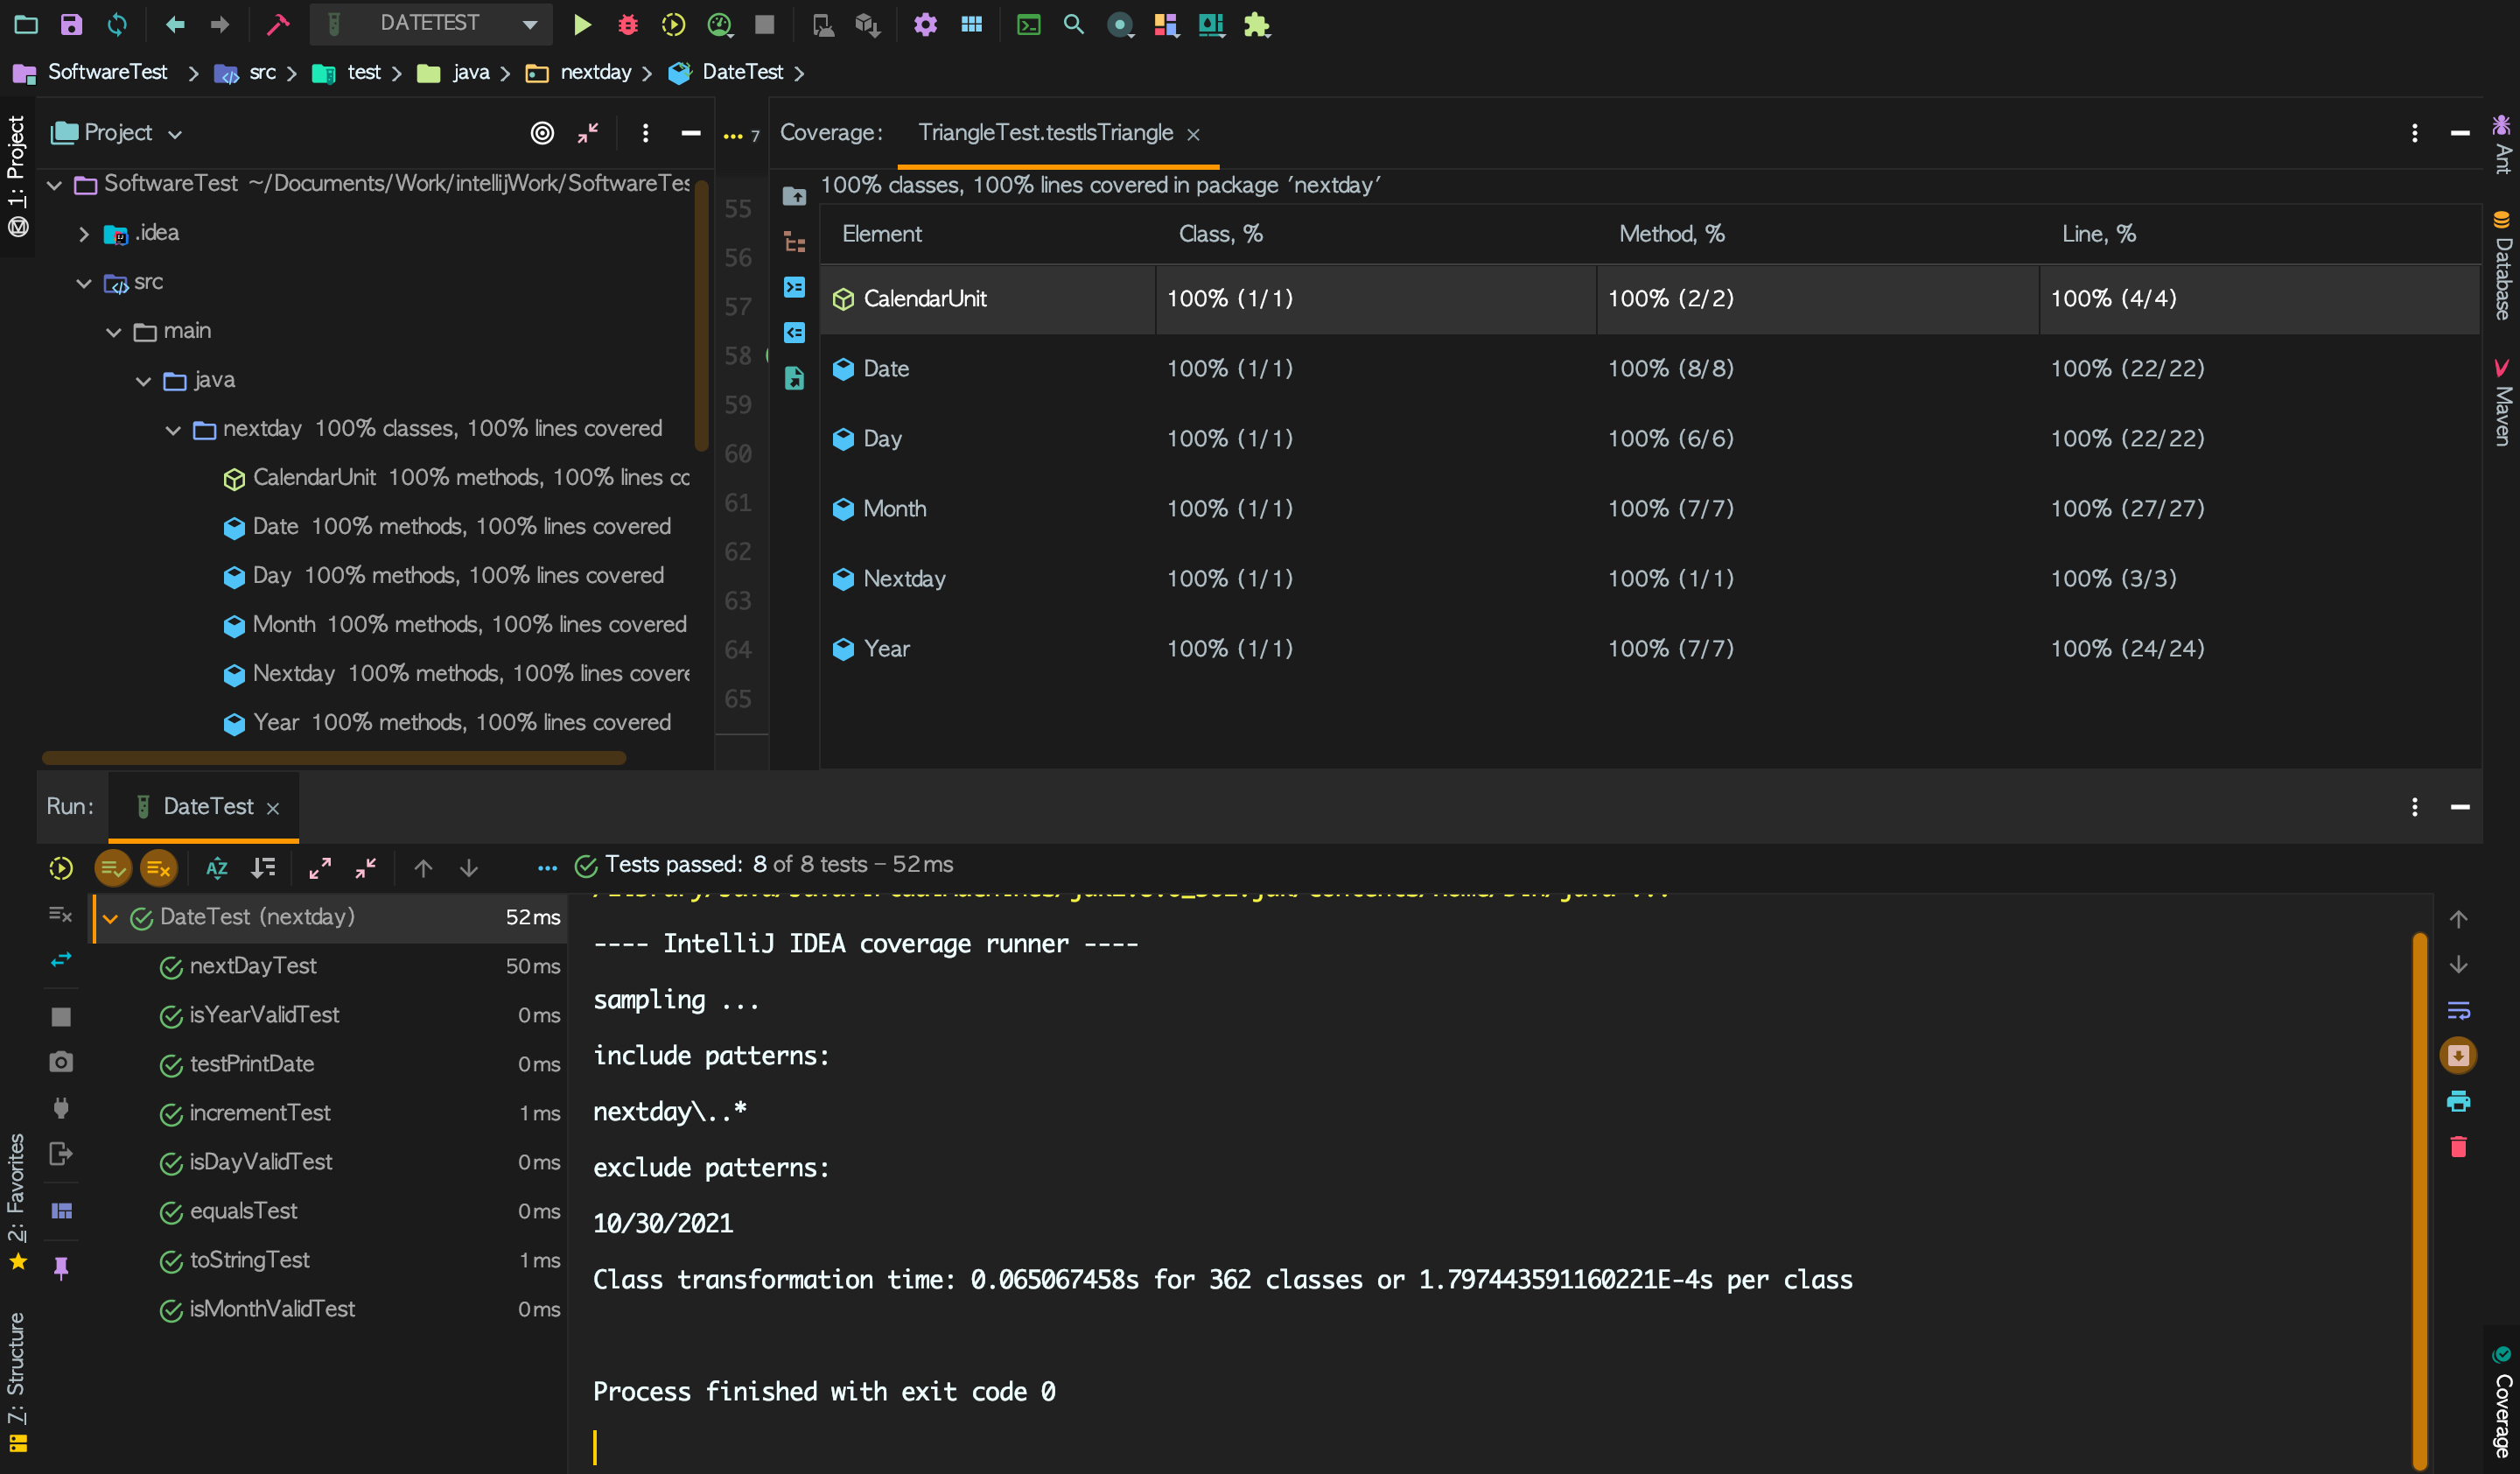 DATETEST
SoftwareTest src test java nextday DateTest
1: Project
Project
7
Coverage: TriangleTest.testIsTriangle
SoftwareTest ~/Documents/Work/intellijWork/SoftwareTes
.idea
src
main
java
nextday 100% classes, 100% lines covered
CalendarUnit 100% methods, 100% lines co
Date 100% methods, 100% lines covered
Day 100% methods, 100% lines covered
Month 100% methods, 100% lines covered
Nextday 100% methods, 100% lines covere
Year 100% methods, 100% lines covered
55
56
57
58
59
60
61
62
63
64
65
100% classes, 100% lines covered in package 'nextday'
Element Class, % Method, % Line, %
CalendarUnit 100% (1/1) 100% (2/2) 100% (4/4)
Date 100% (1/1) 100% (8/8) 100% (22/22)
Day 100% (1/1) 100% (6/6) 100% (22/22)
Month 100% (1/1) 100% (7/7) 100% (27/27)
Nextday 100% (1/1) 100% (1/1) 100% (3/3)
Year 100% (1/1) 100% (7/7) 100% (24/24)
Ant
Database
Maven
Run: DateTest
Tests passed: 8 of 8 tests – 52 ms
DateTest (nextday) 52 ms
nextDayTest 50 ms
isYearValidTest 0 ms
testPrintDate 0 ms
incrementTest 1 ms
isDayValidTest 0 ms
equalsTest 0 ms
toStringTest 1 ms
isMonthValidTest 0 ms
---- IntelliJ IDEA coverage runner ----
sampling ...
include patterns:
nextday\..*
exclude patterns:
10/30/2021
Class transformation time: 0.065067458s for 362 classes or 1.797443591160221E-4s per class
Process finished with exit code 0
2: Favorites
7: Structure
Coverage